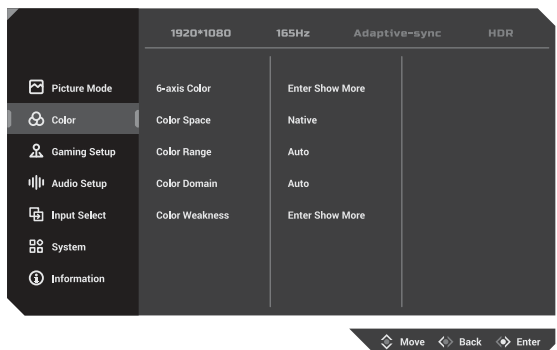 1920*1080 165Hz Adaptive-sync HDR
Picture Mode 6-axis Color Enter Show More
Color Color Space Native
Gaming Setup Color Range Auto
Audio Setup Color Domain Auto
Input Select Color Weakness Enter Show More
System
Information
Move Back Enter